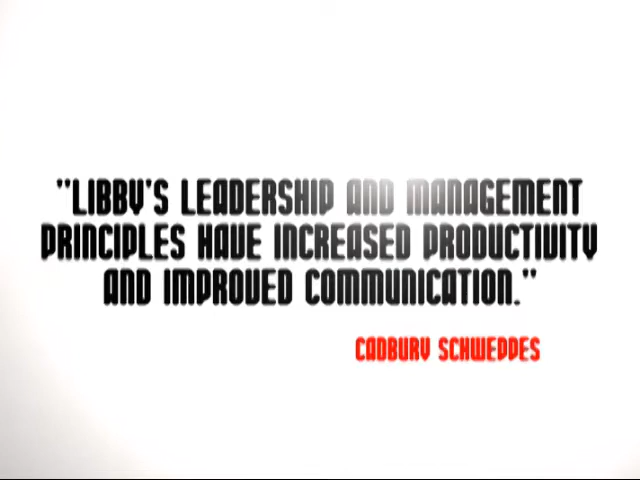 "LIBBY'S LEADERSHIP AND MANAGEMENT
PRINCIPLES HAVE INCREASED PRODUCTIVITY
AND IMPROVED COMMUNICATION."
CADBURY SCHWEPPES